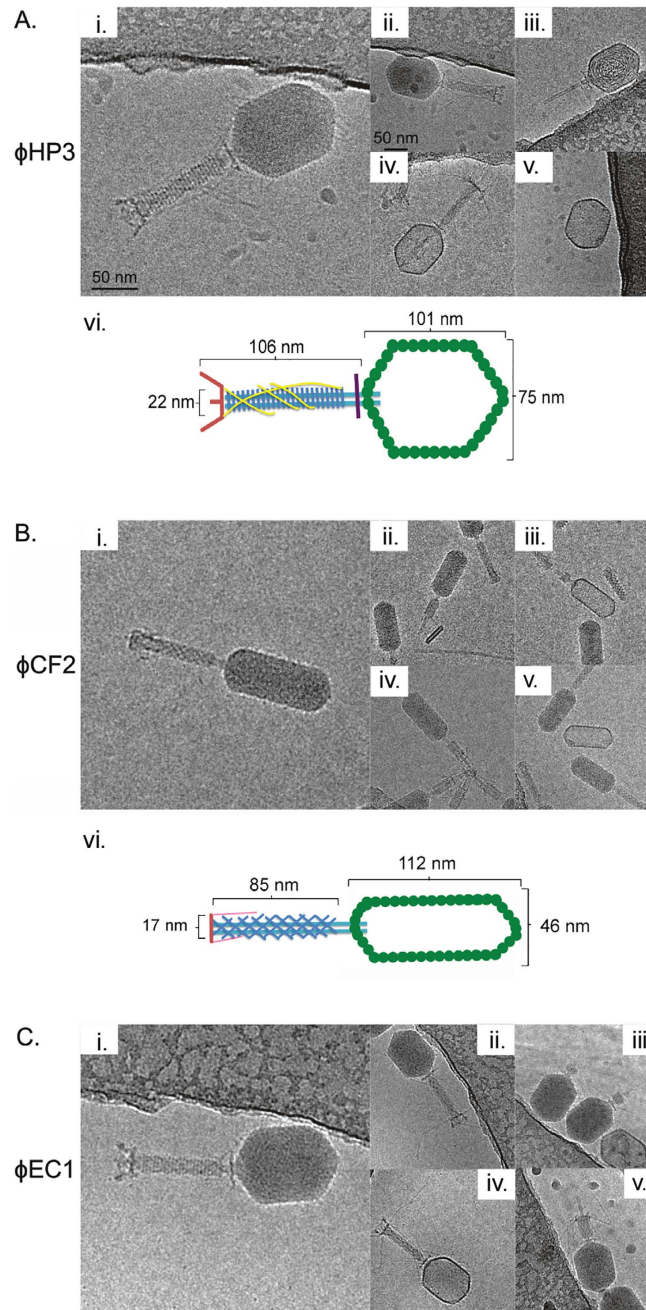 A.
i.
ii.
iii.
φHP3
50 nm
iv.
v.
50 nm
vi.
101 nm
106 nm
22 nm
75 nm
B.
i.
ii.
iii.
φCF2
iv.
v.
vi.
112 nm
85 nm
17 nm
46 nm
C.
i.
ii.
iii
φEC1
iv.
v.